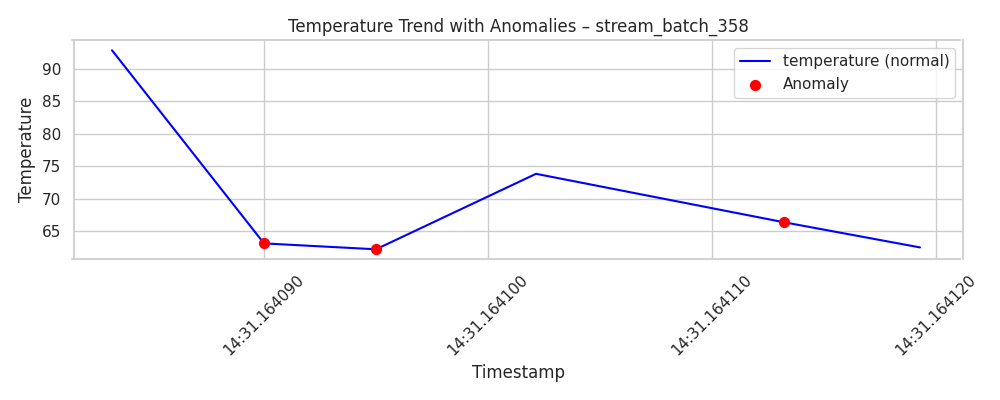 Temperature Trend with Anomalies – stream_batch_358
temperature (normal)
Anomaly
Temperature
90
85
80
75
70
65
14:31.164090
14:31.164100
14:31.164110
14:31.164120
Timestamp